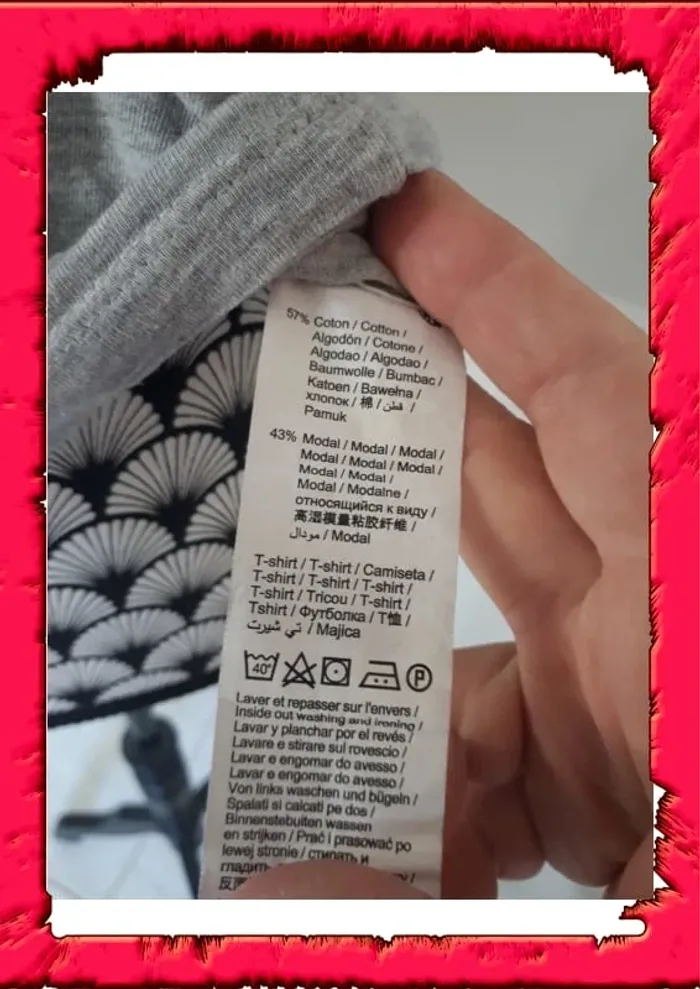 57% Coton / Cotton /
Algodón / Cotone /
Algodao / Algodao /
Baumwolle / Bumbac /
Katoen / Bawełna /
хлопок / 棉 / قطن /
Pamuk
43% Modal / Modal / Modal /
Modal / Modal / Modal /
Modal / Modal /
Modal / Modalne /
относящийся к виду /
高湿模量粘胶纤维 /
مودال / Modal
T-shirt / T-shirt / Camiseta /
T-shirt / T-shirt / T-shirt /
T-shirt / Tricou / T-shirt /
Tshirt / Футболка / T恤 /
تي شيرت / Majica
40° P
Laver et repasser sur l'envers /
Inside out washing and ironing /
Lavar y planchar por el revés /
Lavare e stirare sul rovescio /
Lavar e engomar do avesso /
Lavar e engomar do avesso /
Von links waschen und bügeln /
Spalati si calcati pe dos /
Binnenstebuiten wassen
en strijken / Prać i prasować po
lewej stronie / стирать и
гладить